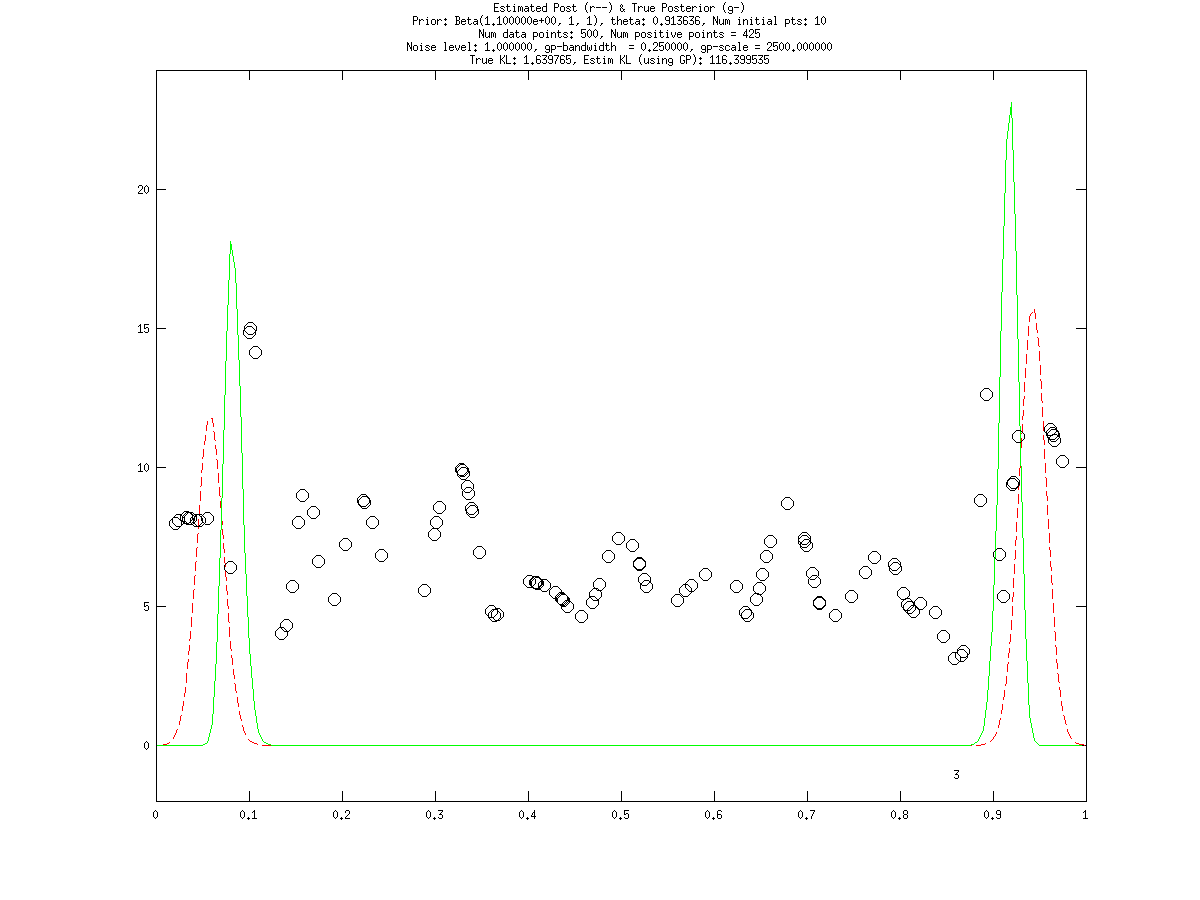 Estimated Post (r--) & True Posterior (g-)
Prior: Beta(1.100000e+00, 1, 1), theta: 0.913636, Num initial pts: 10
Num data points: 500, Num positive points = 425
Noise level: 1.000000, gp-bandwidth  = 0.250000, gp-scale = 2500.000000
True KL: 1.639765, Estim KL (using GP): 116.399535
20
15
10
5
0
3
0 0.1 0.2 0.3 0.4 0.5 0.6 0.7 0.8 0.9 1